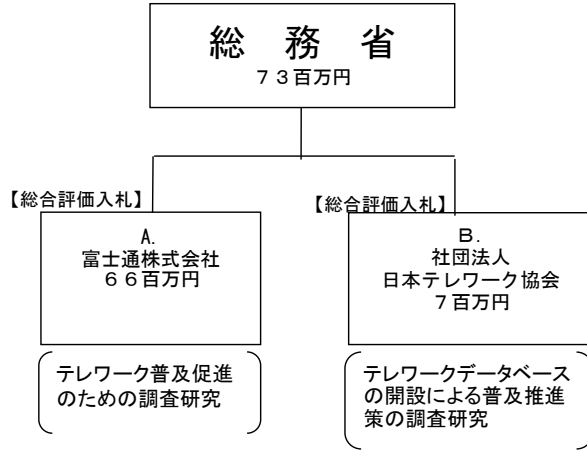 総 務 省
７３百万円
【総合評価入札】
A.
富士通株式会社
６６百万円
テレワーク普及促進
のための調査研究
【総合評価入札】
Ｂ.
社団法人
日本テレワーク協会
７百万円
テレワークデータベース
の開設による普及推進
策の調査研究